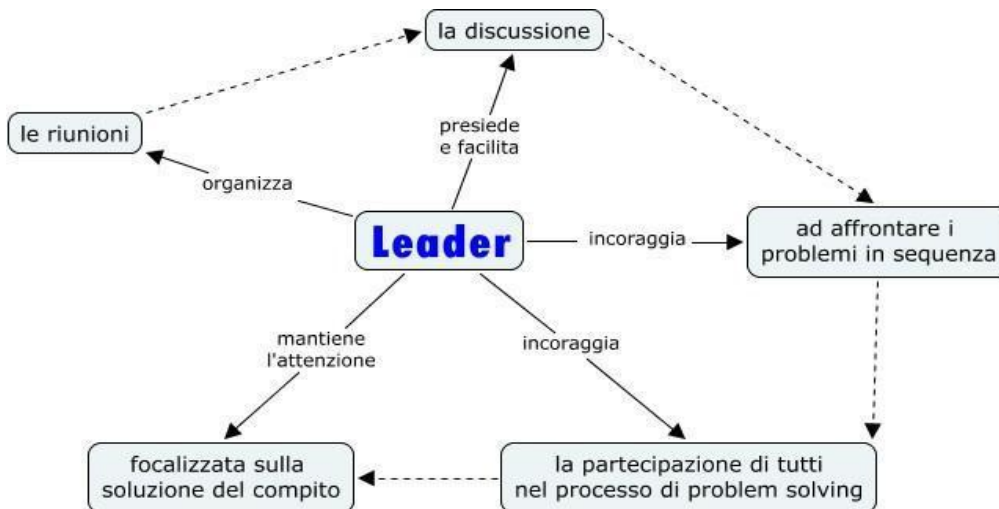 la discussione
le riunioni
presiede
e facilita
organizza
Leader
incoraggia
ad affrontare i
problemi in sequenza
mantiene
l'attenzione
incoraggia
focalizzata sulla
soluzione del compito
la partecipazione di tutti
nel processo di problem solving